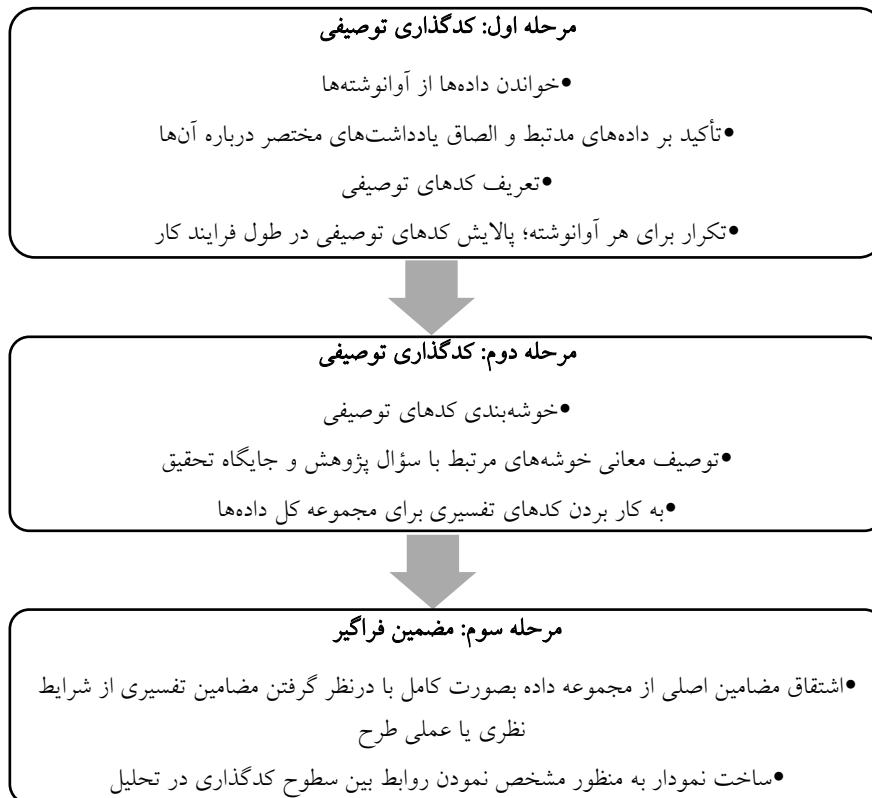 مرحله اول: کدگذاری توصیفی
•خواندن داده‌ها از آوانوشته‌ها
•تأکید بر داده‌های مدتبط و الصاق یادداشت‌های مختصر درباره آن‌ها
•تعریف کدهای توصیفی
•تکرار برای هر آوانوشته؛ پالایش کدهای توصیفی در طول فرایند کار
مرحله دوم: کدگذاری توصیفی
•خوشه‌بندی کدهای توصیفی
•توصیف معانی خوشه‌های مرتبط با سؤال پژوهش و جایگاه تحقیق
•به کار بردن کدهای تفسیری برای مجموعه کل داده‌ها
مرحله سوم: مضمین فراگیر
•اشتقاق مضامین اصلی از مجموعه داده بصورت کامل با درنظر گرفتن مضامین تفسیری از شرایط
نظری یا عملی طرح
•ساخت نمودار به منظور مشخص نمودن روابط بین سطوح کدگذاری در تحلیل